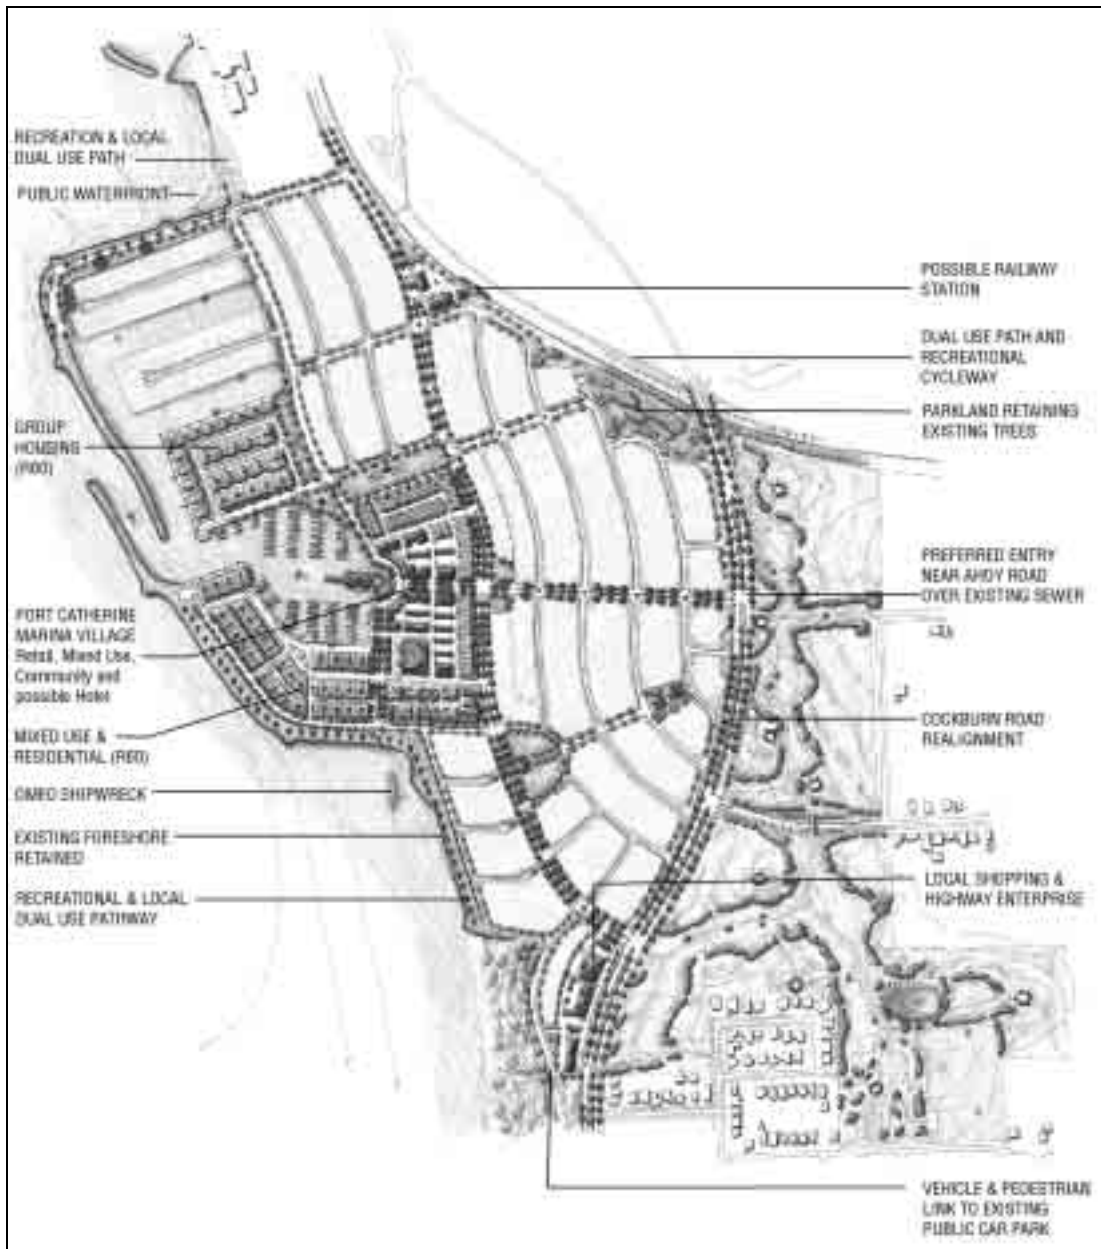 RECREATION & LOCAL
DUAL USE PATH
PUBLIC WATERFRONT
GROUP
HOUSING
(R60)
PORT CATHERINE
MARINA VILLAGE
Retail, Mixed Use,
Community and
possible Hotel
MIXED USE &
RESIDENTIAL (R60)
OMEO SHIPWRECK
EXISTING FORESHORE
RETAINED
RECREATIONAL & LOCAL
DUAL USE PATHWAY
POSSIBLE RAILWAY
STATION
DUAL USE PATH AND
RECREATIONAL
CYCLEWAY
PARKLAND RETAINING
EXISTING TREES
PREFERRED ENTRY
NEAR AHOY ROAD
OVER EXISTING SEWER
COCKBURN ROAD
REALIGNMENT
LOCAL SHOPPING &
HIGHWAY ENTERPRISE
VEHICLE & PEDESTRIAN
LINK TO EXISTING
PUBLIC CAR PARK